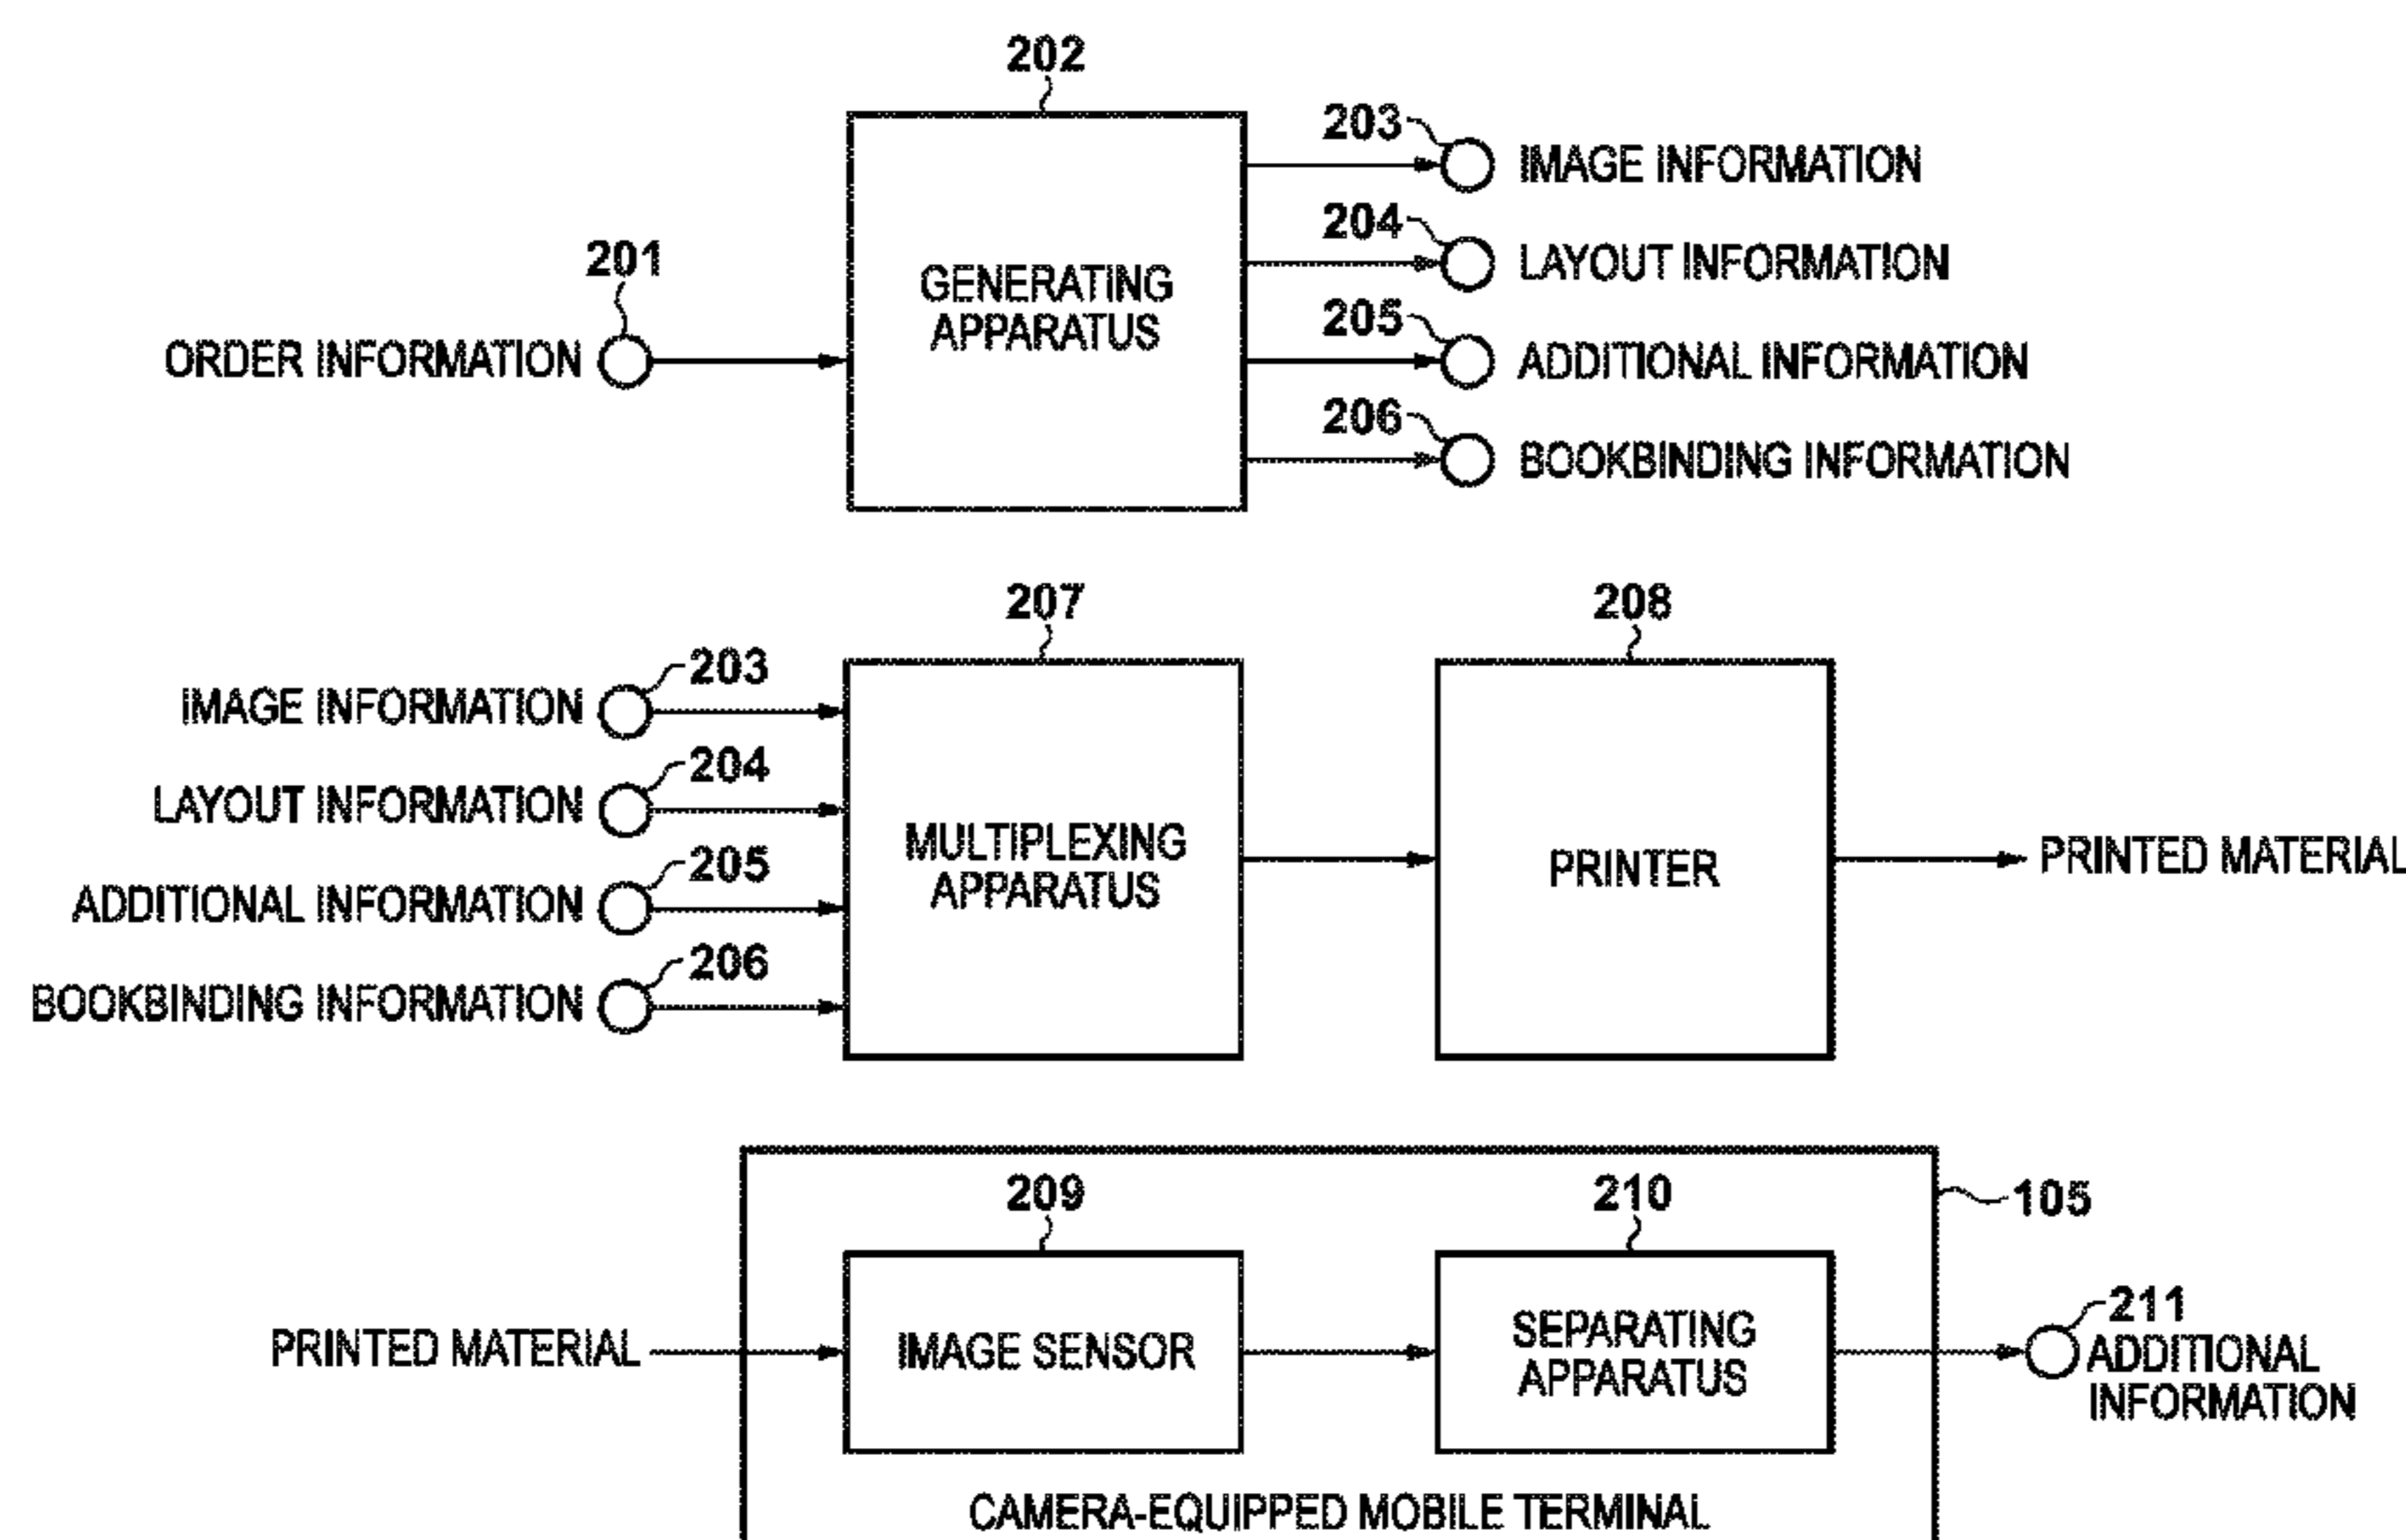 202
203
IMAGE INFORMATION
204
LAYOUT INFORMATION
201
GENERATING
APPARATUS
205
ORDER INFORMATION
ADDITIONAL INFORMATION
206
BOOKBINDING INFORMATION
207
208
203
IMAGE INFORMATION
204
LAYOUT INFORMATION
MULTIPLEXING
APPARATUS
PRINTER
PRINTED MATERIAL
205
ADDITIONAL INFORMATION
206
BOOKBINDING INFORMATION
209
210
105
PRINTED MATERIAL
IMAGE SENSOR
SEPARATING
APPARATUS
211
ADDITIONAL
INFORMATION
CAMERA-EQUIPPED MOBILE TERMINAL